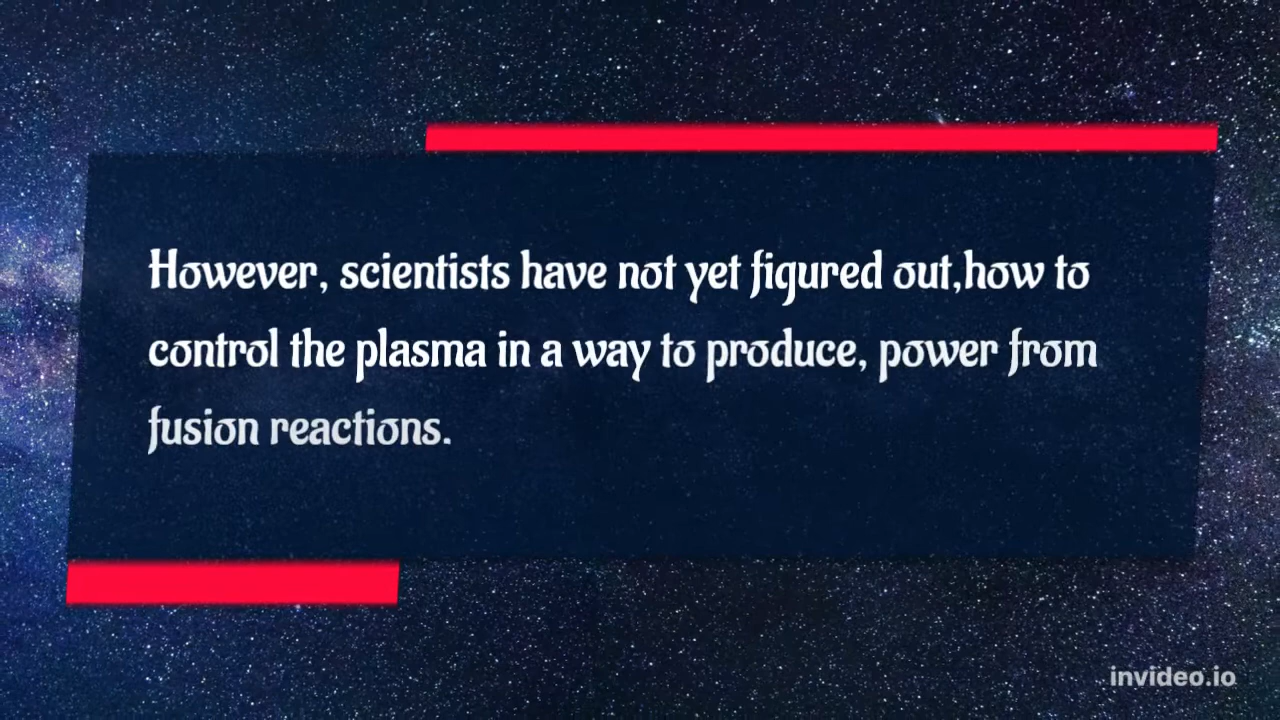 However, scientists have not yet figured out,how to
control the plasma in a way to produce, power from
fusion reactions.
invideo.io